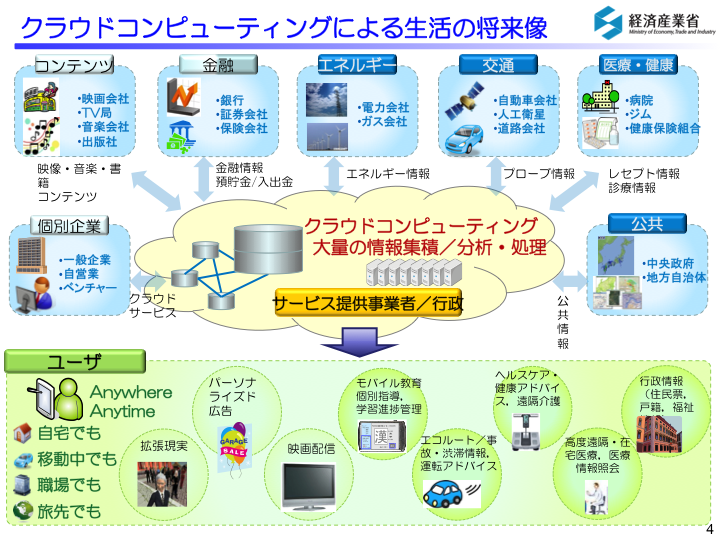 クラウドコンピューティングによる生活の将来像
経済産業省
Ministry of Economy, Trade and Industry
コンテンツ
・映画会社
・TV局
・音楽会社
・出版社
金融
・銀行
・証券会社
・保険会社
エネルギー
・電力会社
・ガス会社
交通
・自動車会社
・人工衛星
・道路会社
医療・健康
・病院
・ジム
・健康保険組合
映像・音楽・書
籍
コンテンツ
金融情報
預貯金/入出金
エネルギー情報
プローブ情報
レセプト情報
診療情報
個別企業
・一般企業
・自営業
・ベンチャー
クラウド
サービス
クラウドコンピューティング
大量の情報集積／分析・処理
サービス提供事業者／行政
公共
・中央政府
・地方自治体
公
共
情
報
ユーザ
Anywhere
Anytime
自宅でも
移動中でも
職場でも
旅先でも
拡張現実
パーソナ
ライズド
広告
GARAGE
SALE
映画配信
モバイル教育
個別指導，
学習進捗管理
漢
エコルート／事
故・渋滞情報，
運転アドバイス
ヘルスケア・
健康アドバイ
ス，遠隔介護
高度遠隔・在
宅医療，医療
情報照会
行政情報
（住民票，
戸籍，福祉
4